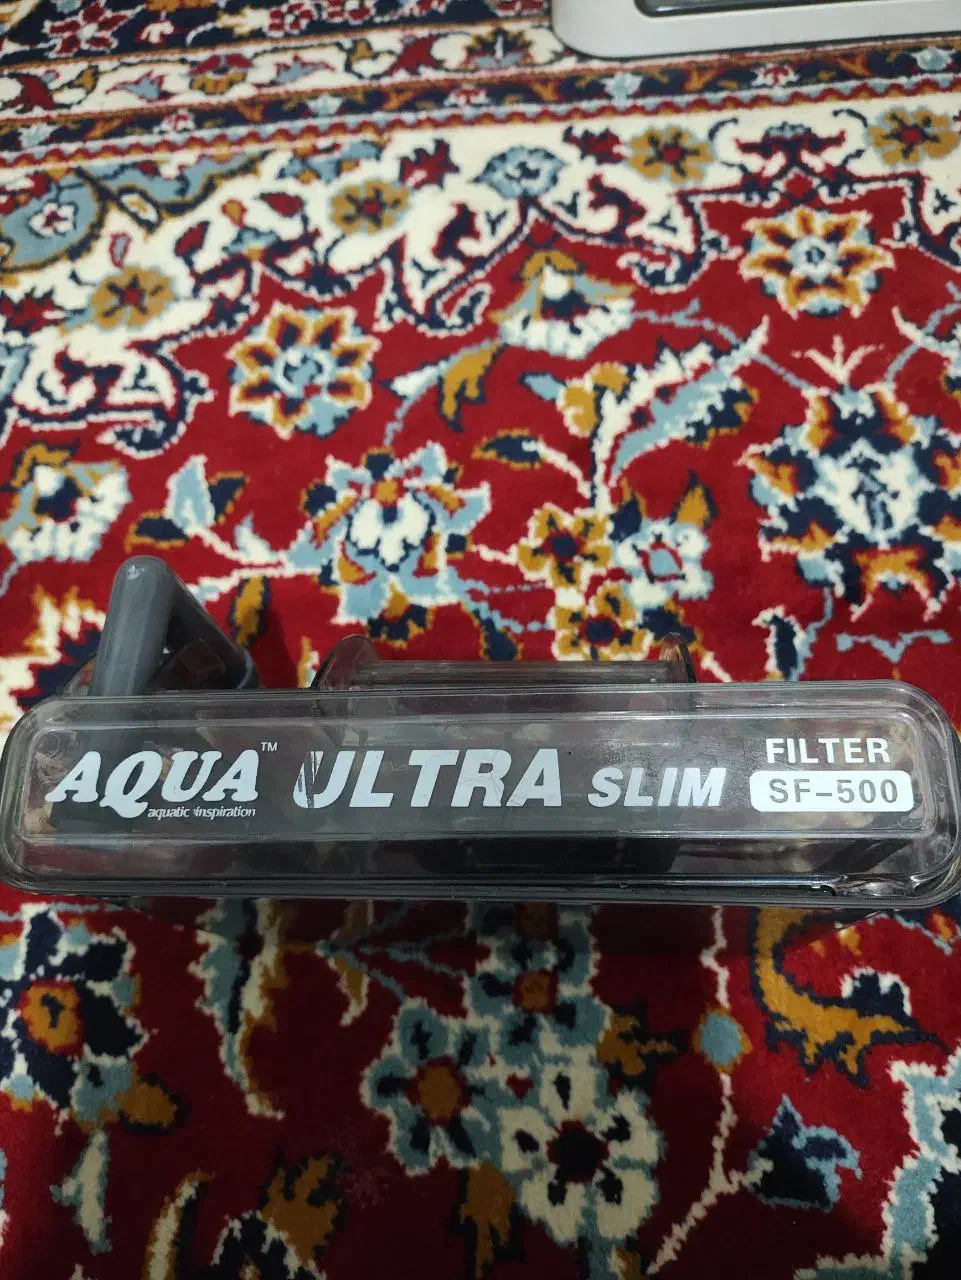 AQUA™ ULTRA SLIM FILTER
aquatic inspiration SF-500